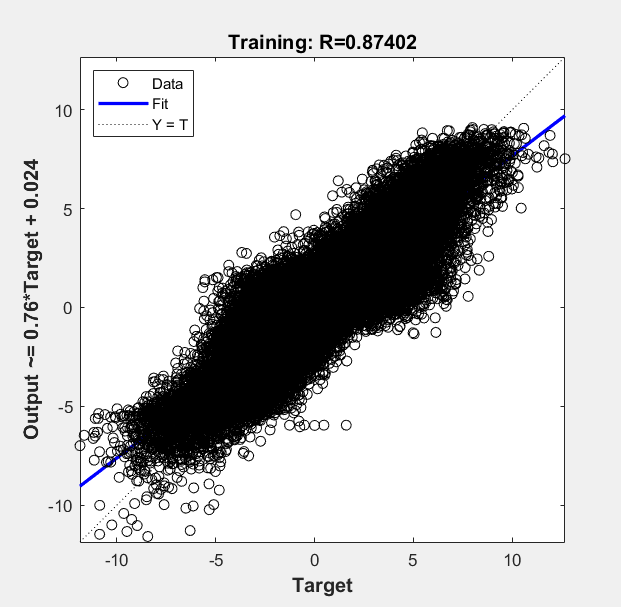 Training: R=0.87402
Data
Fit
Y = T
Output ~= 0.76*Target + 0.024
10
5
0
-5
-10
-10
-5
0
5
10
Target